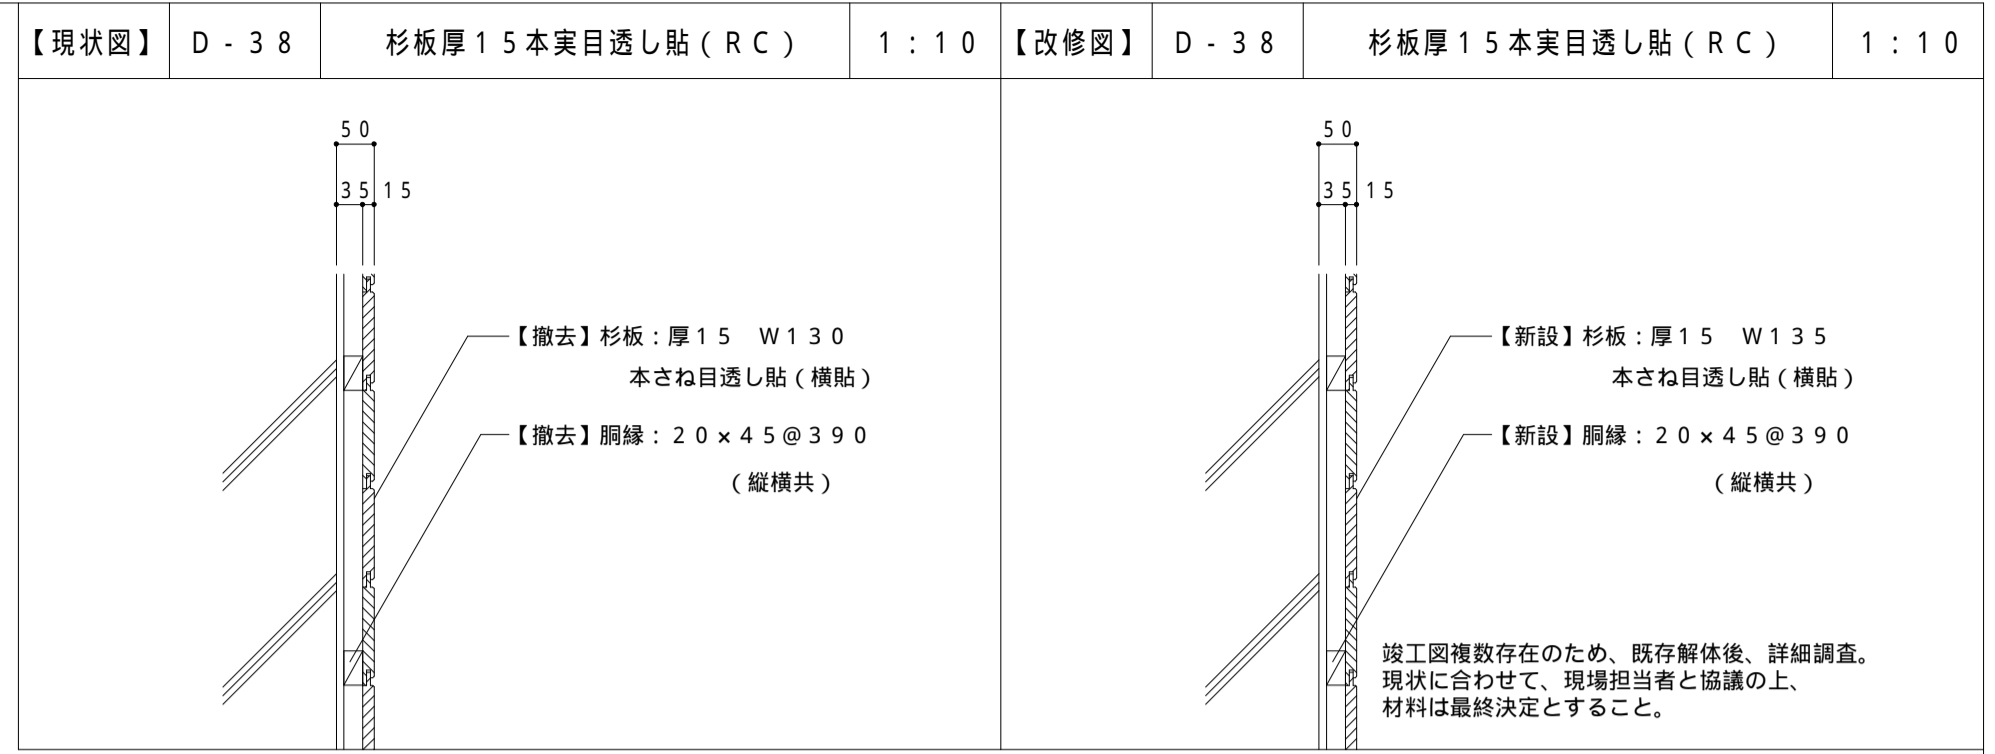 【現状図】 Ｄ－３８ 杉板厚１５本実目透し貼（ＲＣ） １：１０
５０
３５ １５
【撤去】杉板：厚１５　Ｗ１３０
本さね目透し貼（横貼）
【撤去】胴縁：２０×４５＠３９０
（縦横共）
【改修図】 Ｄ－３８ 杉板厚１５本実目透し貼（ＲＣ） １：１０
５０
３５ １５
【新設】杉板：厚１５　Ｗ１３５
本さね目透し貼（横貼）
【新設】胴縁：２０×４５＠３９０
（縦横共）
竣工図複数存在のため、既存解体後、詳細調査。
現状に合わせて、現場担当者と協議の上、
材料は最終決定とすること。